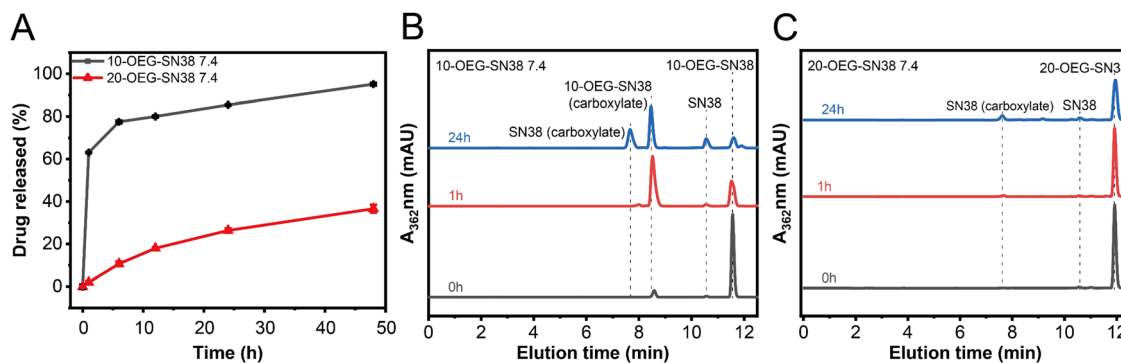 A
10-OEG-SN38 7.4
20-OEG-SN38 7.4
Drug released (%)
100
80
60
40
20
0
0
10
20
30
40
50
Time (h)
B
10-OEG-SN38 7.4
10-OEG-SN38
10-OEG-SN38
(carboxylate)
SN38
SN38 (carboxylate)
24h
1h
0h
A362nm (mAU)
0
2
4
6
8
10
12
Elution time (min)
C
20-OEG-SN38 7.4
20-OEG-SN3
SN38 (carboxylate)
SN38
24h
1h
0h
A362nm (mAU)
0
2
4
6
8
10
12
Elution time (min)